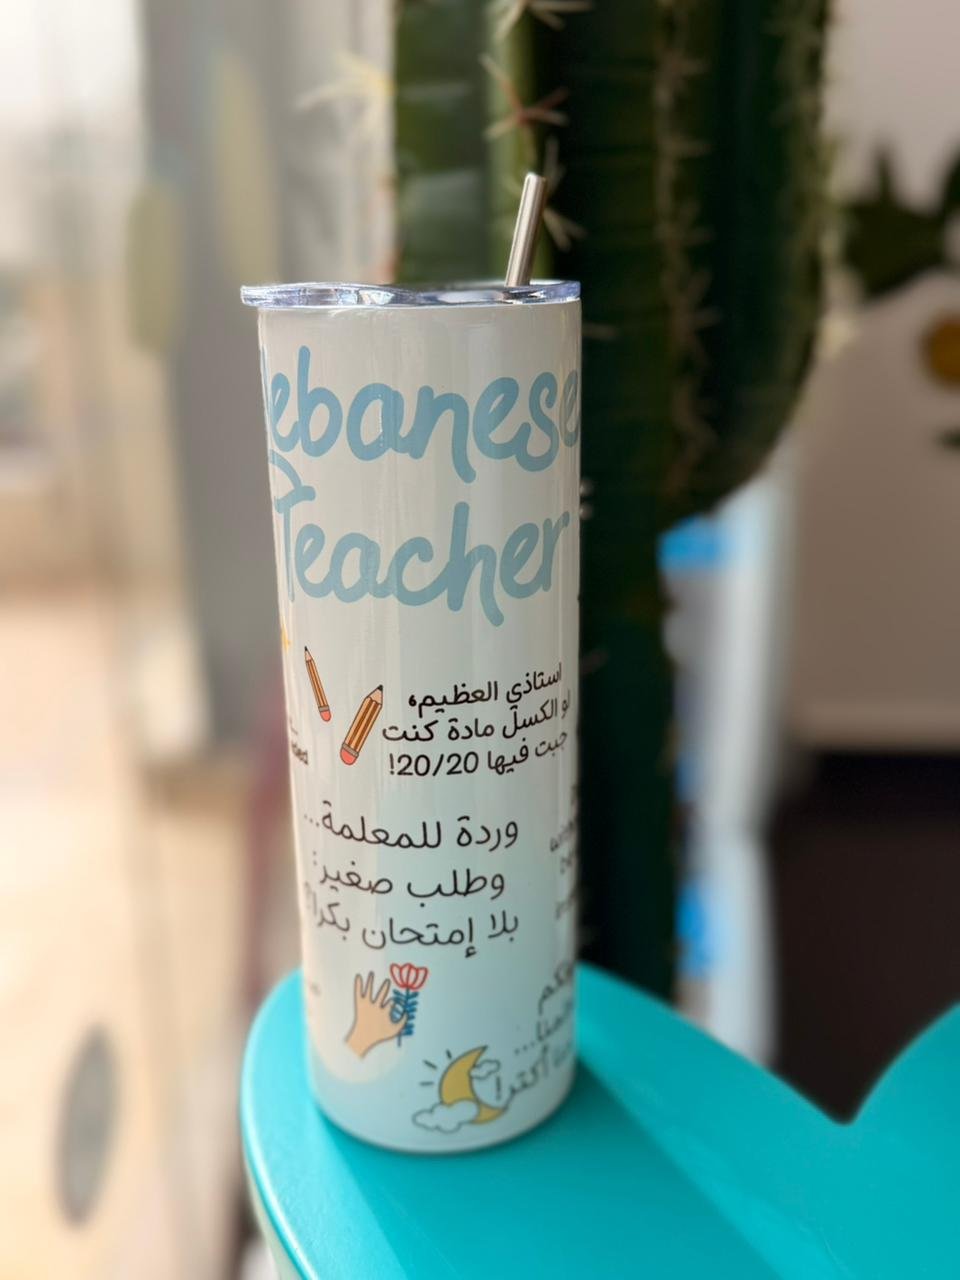 Lebanese
Teacher
استاذي العظيم،
لو الكسل مادة كنت
جبت فيها 20/20!
وردة للمعلمة...
وطلب صغير:
بلا إمتحان بكرا
أكتر